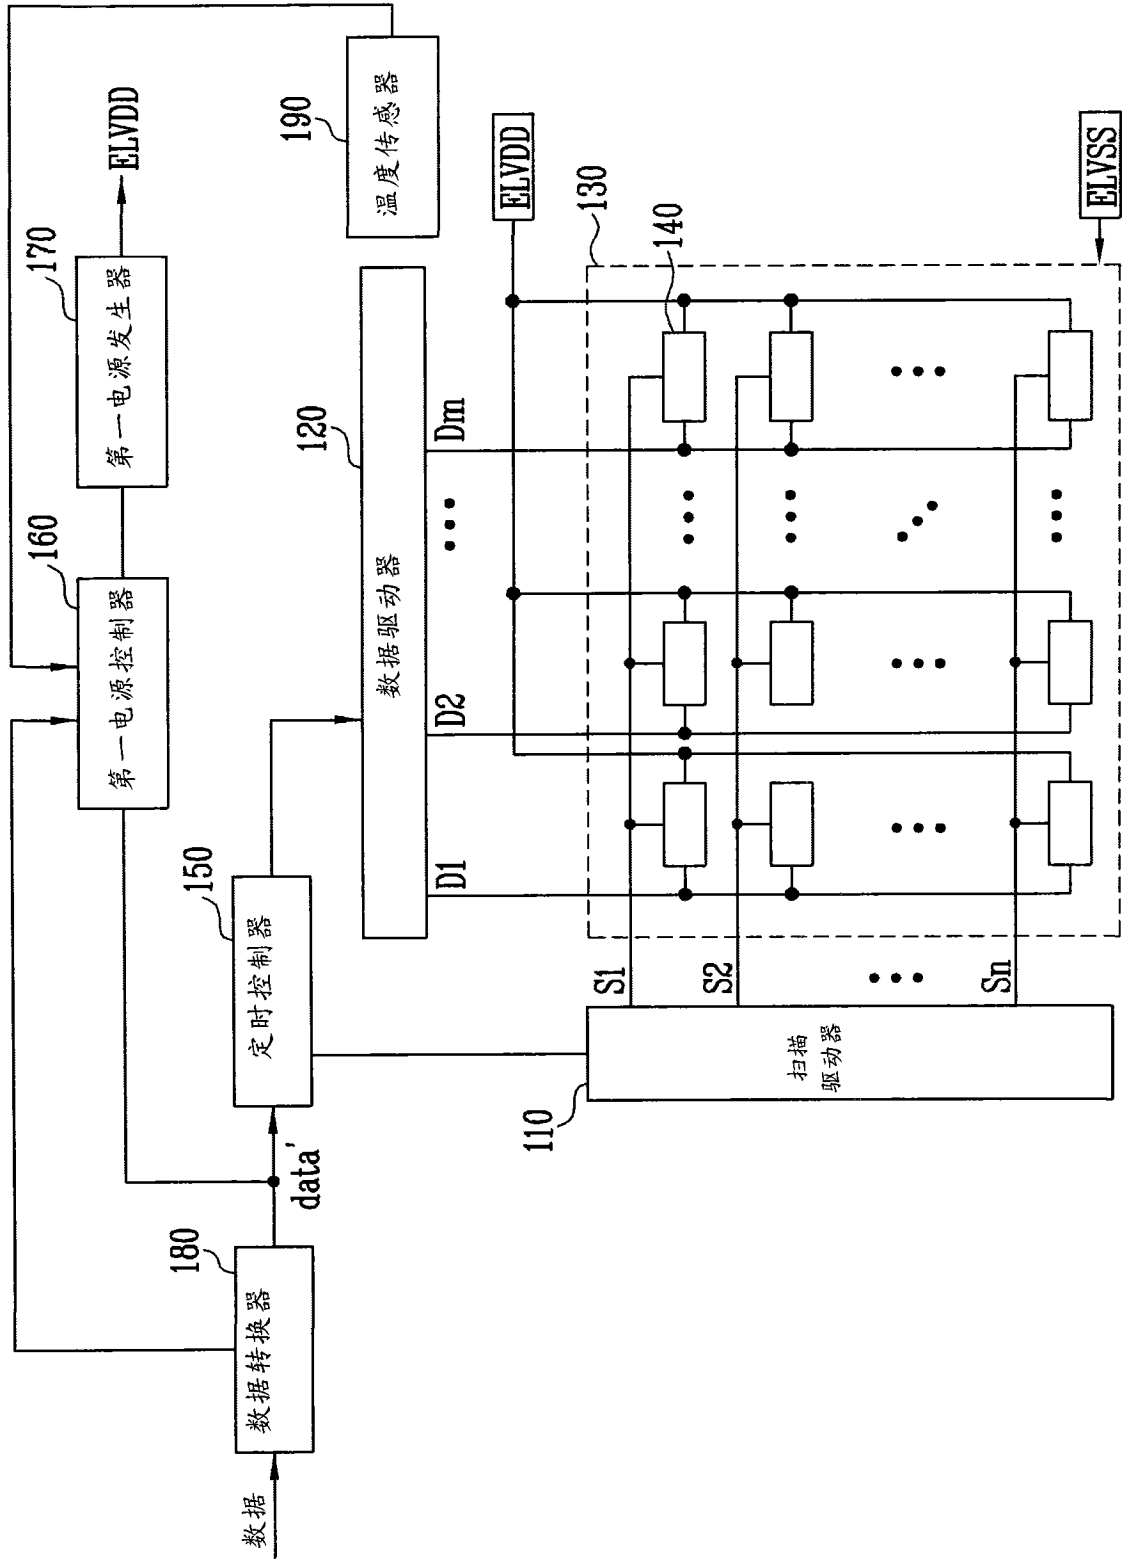 160
170
第一电源控制器
第一电源发生器
ELVDD
180
150
数据
数据转换器
data'
定时控制器
120
190
数据驱动器
温度传感器
D1
D2
•••
Dm
ELVDD
110
130
S1
140
S2
扫描
驱动器
•••
Sn
ELVSS